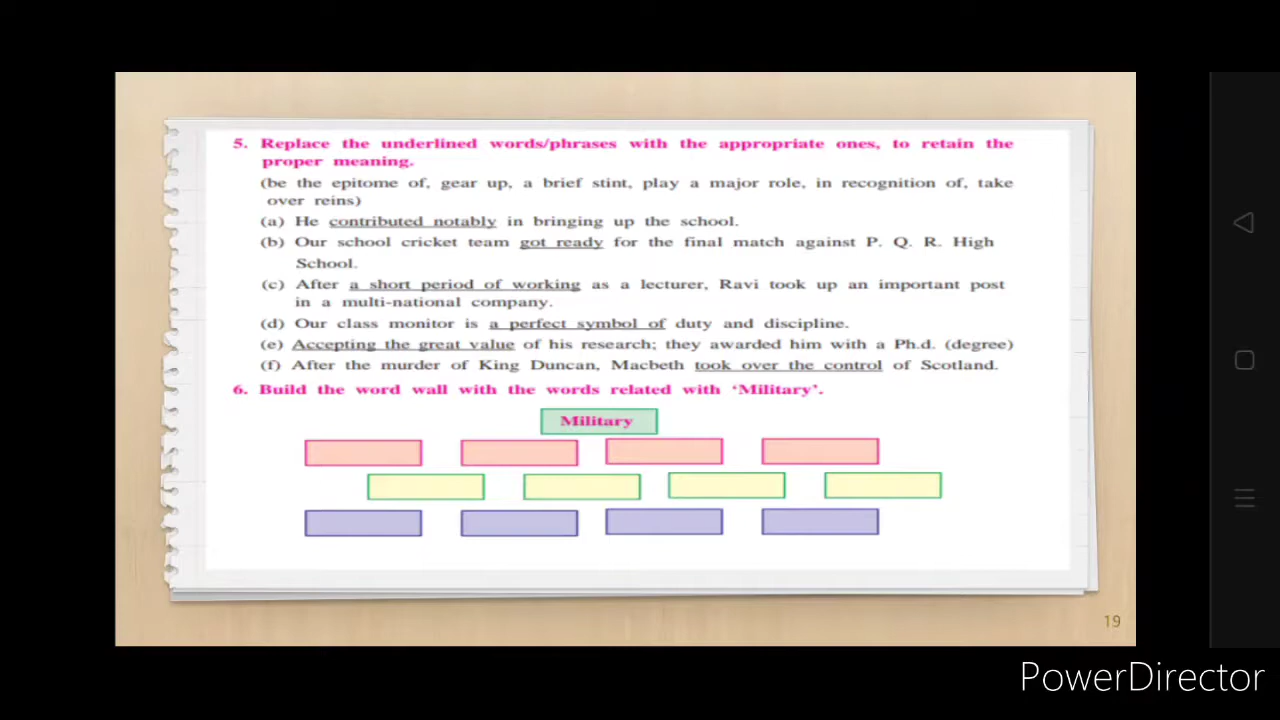 5. Replace the underlined words/phrases with the appropriate ones, to retain the
proper meaning.
(be the epitome of, gear up, a brief stint, play a major role, in recognition of, take
over reins)
(a) He contributed notably in bringing up the school.
(b) Our school cricket team got ready for the final match against P. Q. R. High
School.
(c) After a short period of working as a lecturer, Ravi took up an important post
in a multi-national company.
(d) Our class monitor is a perfect symbol of duty and discipline.
(e) Accepting the great value of his research; they awarded him with a Ph.d. (degree)
(f) After the murder of King Duncan, Macbeth took over the control of Scotland.
6. Build the word wall with the words related with ‘Military’.
Military
19
PowerDirector